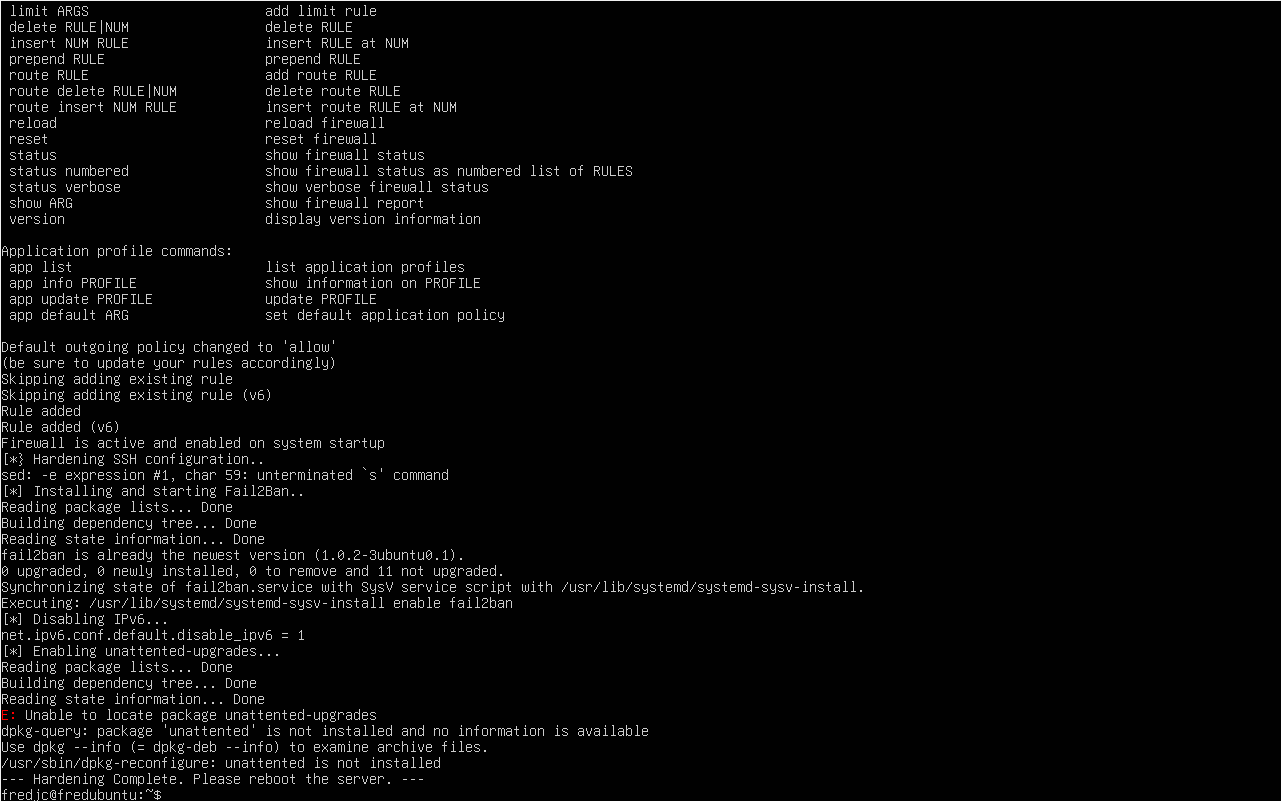 limit ARGS add limit rule
delete RULE|NUM delete RULE
insert NUM RULE insert RULE at NUM
prepend RULE prepend RULE
route RULE add route RULE
route delete RULE|NUM delete route RULE
route insert NUM RULE insert route RULE at NUM
reload reload firewall
reset reset firewall
status show firewall status
status numbered show firewall status as numbered list of RULES
status verbose show verbose firewall status
show ARG show firewall report
version display version information

Application profile commands:
app list list application profiles
app info PROFILE show information on PROFILE
app update PROFILE update PROFILE
app default ARG set default application policy

Default outgoing policy changed to 'allow'
(be sure to update your rules accordingly)
Skipping adding existing rule
Skipping adding existing rule (v6)
Rule added
Rule added (v6)
Firewall is active and enabled on system startup
[*} Hardening SSH configuration..
sed: -e expression #1, char 59: unterminated `s' command
[*] Installing and starting Fail2Ban..
Reading package lists... Done
Building dependency tree... Done
Reading state information... Done
fail2ban is already the newest version (1.0.2-3ubuntu0.1).
0 upgraded, 0 newly installed, 0 to remove and 11 not upgraded.
Synchronizing state of fail2ban.service with SysV service script with /usr/lib/systemd/systemd-sysv-install.
Executing: /usr/lib/systemd/systemd-sysv-install enable fail2ban
[*] Disabling IPv6...
net.ipv6.conf.default.disable_ipv6 = 1
[*] Enabling unattented-upgrades...
Reading package lists... Done
Building dependency tree... Done
Reading state information... Done
E: Unable to locate package unattented-upgrades
dpkg-query: package 'unattented' is not installed and no information is available
Use dpkg --info (= dpkg-deb --info) to examine archive files.
/usr/sbin/dpkg-reconfigure: unattented is not installed
--- Hardening Complete. Please reboot the server. ---
fredjc@fredubuntu:~$